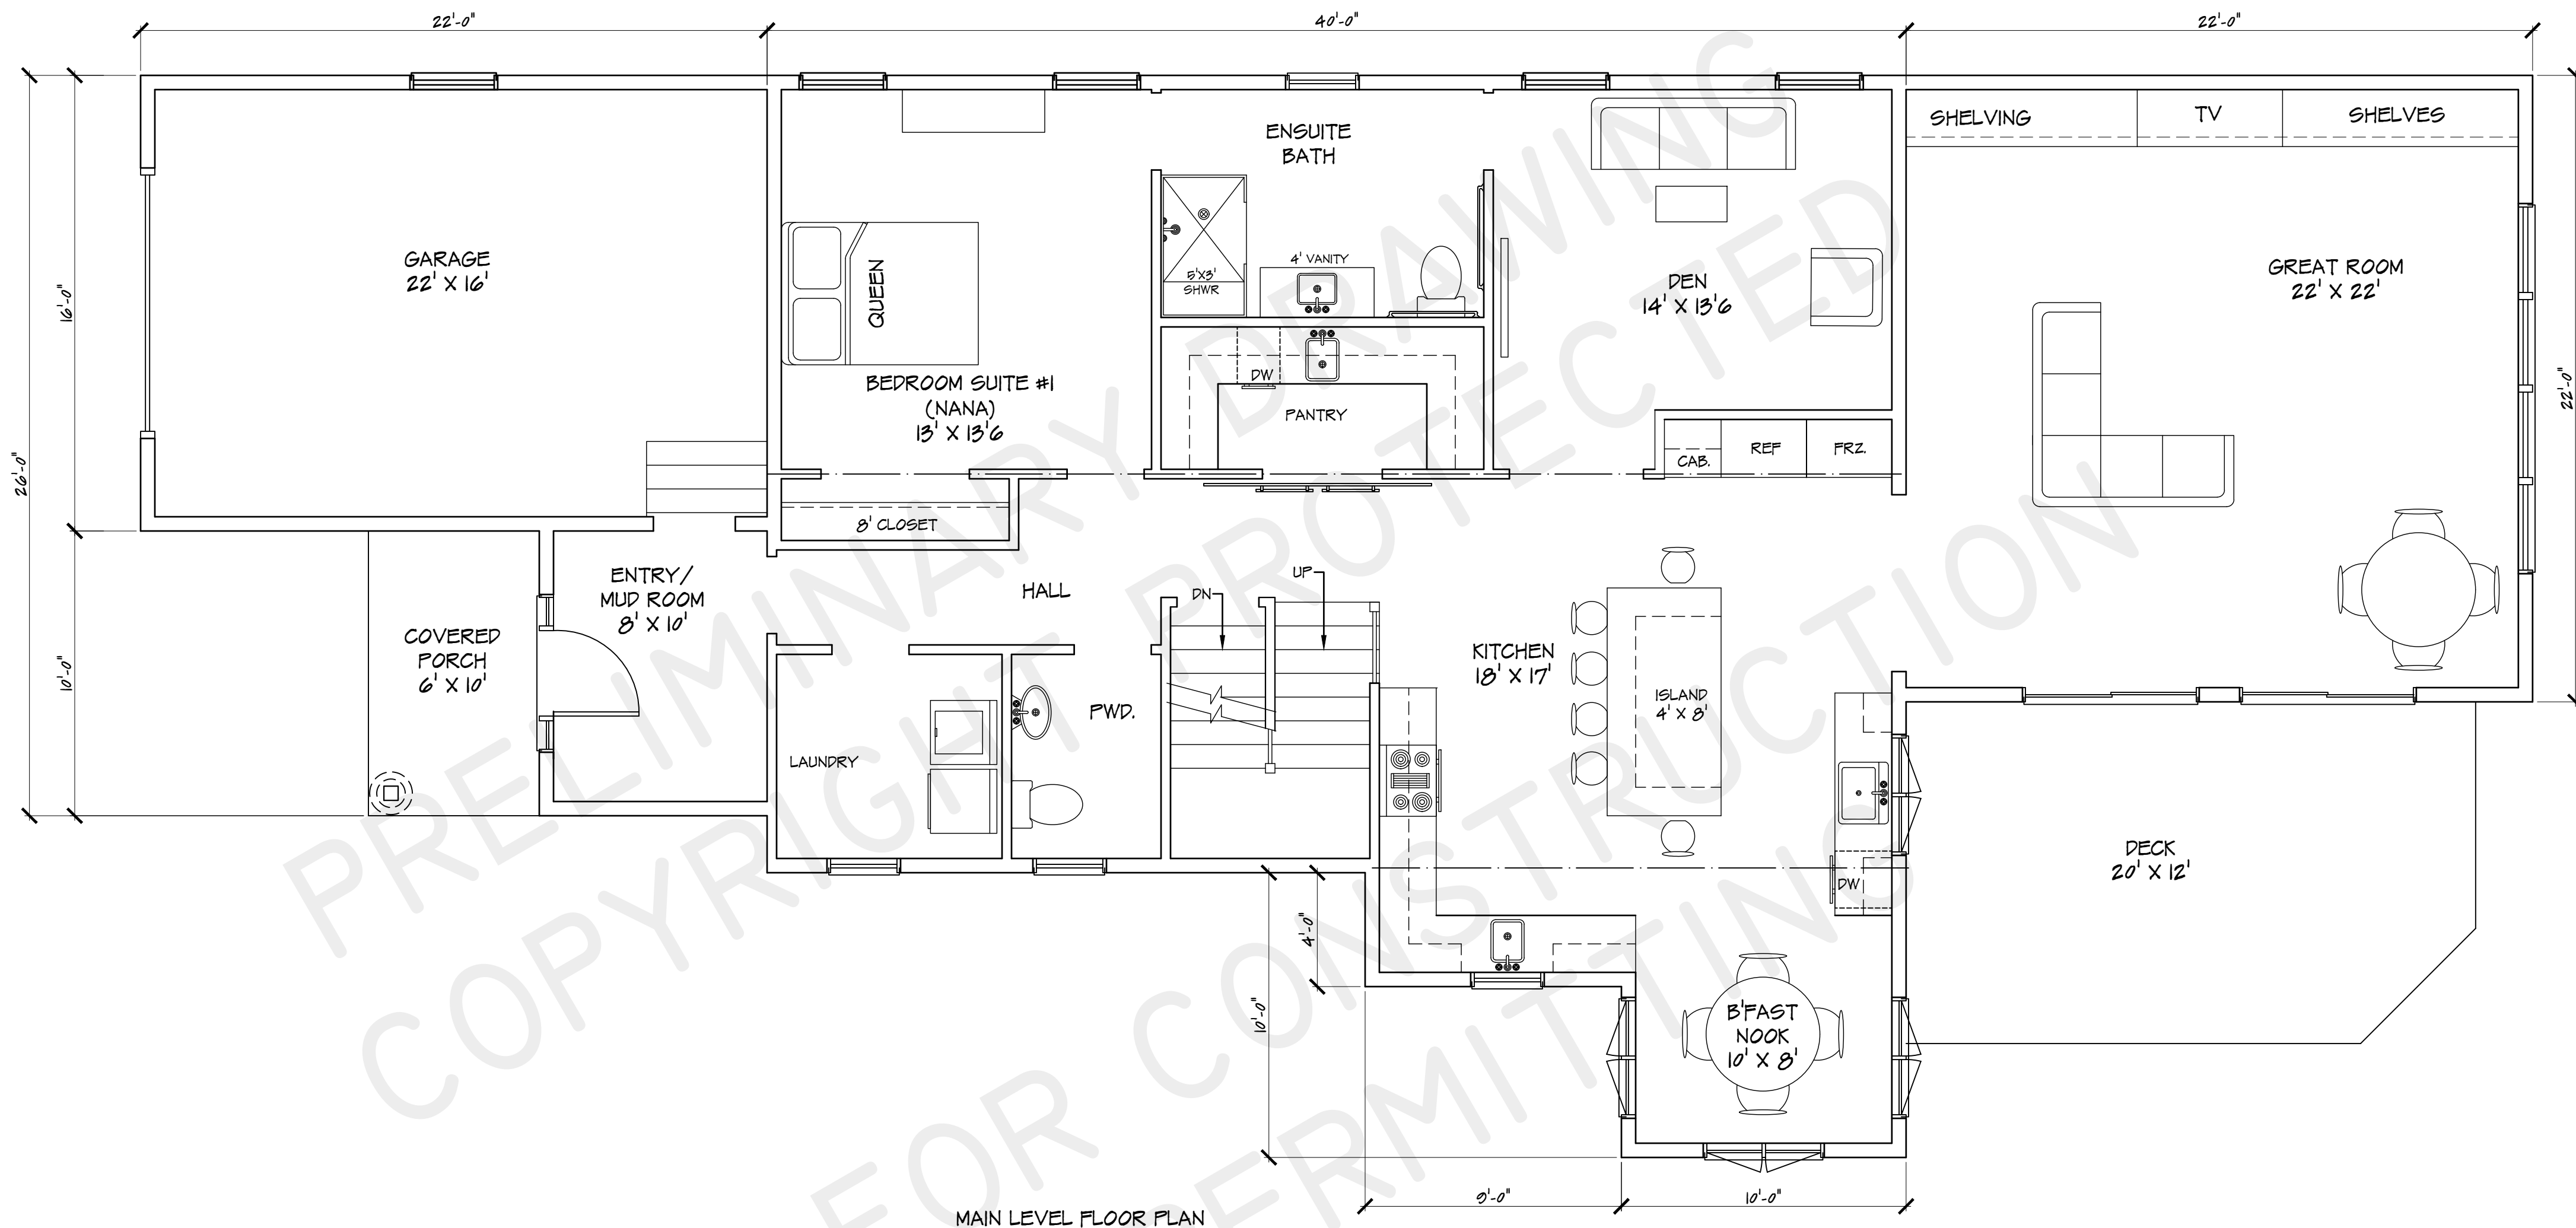 22'-0"
40'-0"
22'-0"
SHELVING
TV
SHELVES
ENSUITE
BATH
GARAGE
22' X 16'
QUEEN
5'X3'
SHWR
4' VANITY
DEN
14' X 13'6
GREAT ROOM
22' X 22'
16'-0"
26'-0"
22'-0"
BEDROOM SUITE #1
(NANA)
13' X 13'6
DW
PANTRY
CAB.
REF
FRZ.
8' CLOSET
ENTRY/
MUD ROOM
8' X 10'
HALL
DN
UP
COVERED
PORCH
6' X 10'
10'-0"
KITCHEN
18' X 17'
ISLAND
4' X 8'
PWD.
LAUNDRY
DECK
20' X 12'
DW
4'-0"
10'-0"
B'FAST
NOOK
10' X 8'
9'-0"
10'-0"
MAIN LEVEL FLOOR PLAN
PRELIMINARY DRAWING
COPYRIGHT PROTECTED
FOR CONSTRUCTION
PERMITTING